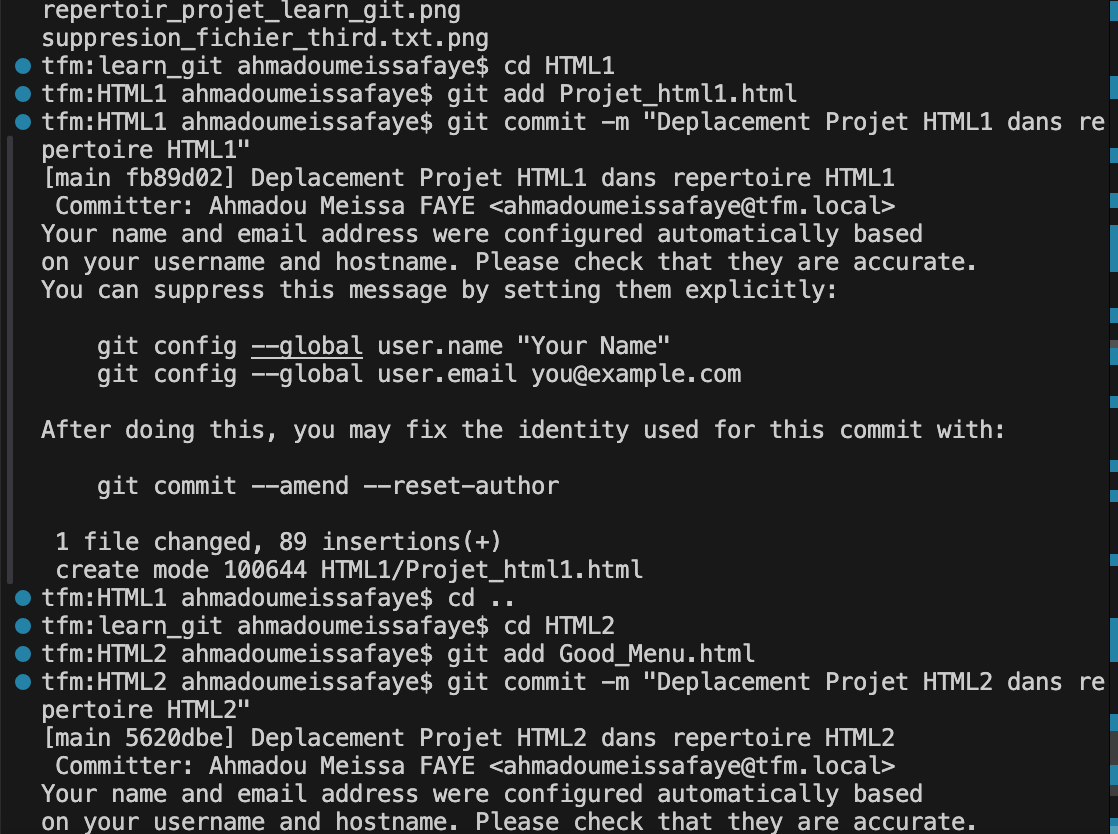 repertoir_projet_learn_git.png
suppresion_fichier_third.txt.png
tfm:learn_git ahmadoumeissafaye$ cd HTML1
tfm:HTML1 ahmadoumeissafaye$ git add Projet_html1.html
tfm:HTML1 ahmadoumeissafaye$ git commit -m "Deplacement Projet HTML1 dans re
pertoire HTML1"
[main fb89d02] Deplacement Projet HTML1 dans repertoire HTML1
 Committer: Ahmadou Meissa FAYE <ahmadoumeissafaye@tfm.local>
Your name and email address were configured automatically based
on your username and hostname. Please check that they are accurate.
You can suppress this message by setting them explicitly:

    git config --global user.name "Your Name"
    git config --global user.email you@example.com

After doing this, you may fix the identity used for this commit with:

    git commit --amend --reset-author

 1 file changed, 89 insertions(+)
 create mode 100644 HTML1/Projet_html1.html
tfm:HTML1 ahmadoumeissafaye$ cd ..
tfm:learn_git ahmadoumeissafaye$ cd HTML2
tfm:HTML2 ahmadoumeissafaye$ git add Good_Menu.html
tfm:HTML2 ahmadoumeissafaye$ git commit -m "Deplacement Projet HTML2 dans re
pertoire HTML2"
[main 5620dbe] Deplacement Projet HTML2 dans repertoire HTML2
 Committer: Ahmadou Meissa FAYE <ahmadoumeissafaye@tfm.local>
Your name and email address were configured automatically based
on your username and hostname. Please check that they are accurate.